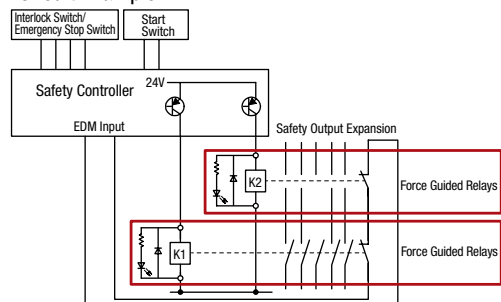 Interlock Switch/
Emergency Stop Switch
Start
Switch
Safety Controller
24V
EDM Input
Safety Output Expansion
K2
Force Guided Relays
K1
Force Guided Relays